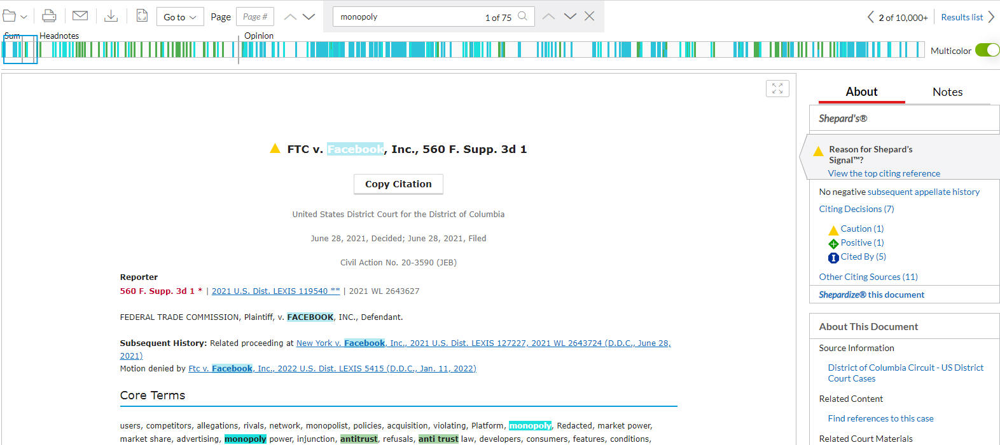 Go to
Page
Page #
monopoly
1 of 75
2 of 10,000+
Results list
Sum
Headnotes
Opinion
Multicolor
FTC v. Facebook, Inc., 560 F. Supp. 3d 1
Copy Citation
United States District Court for the District of Columbia
June 28, 2021, Decided; June 28, 2021, Filed
Civil Action No. 20-3590 (JEB)
Reporter
560 F. Supp. 3d 1 * | 2021 U.S. Dist. LEXIS 119540 ** | 2021 WL 2643627
FEDERAL TRADE COMMISSION, Plaintiff, v. FACEBOOK, INC., Defendant.
Subsequent History: Related proceeding at New York v. Facebook, Inc., 2021 U.S. Dist. LEXIS 127227, 2021 WL 2643724 (D.D.C., June 28,
2021)
Motion denied by Ftc v. Facebook, Inc., 2022 U.S. Dist. LEXIS 5415 (D.D.C., Jan. 11, 2022)
Core Terms
users, competitors, allegations, rivals, network, monopolist, policies, acquisition, violating, Platform, monopoly, Redacted, market power,
market share, advertising, monopoly power, injunction, antitrust, refusals, anti trust law, developers, consumers, features, conditions,
About
Notes
Shepard's®
Reason for Shepard's
Signal™?
View the top citing reference
No negative subsequent appellate history
Citing Decisions (7)
Caution (1)
Positive (1)
Cited By (5)
Other Citing Sources (11)
Shepardize® this document
About This Document
Source Information
District of Columbia Circuit - US District
Court Cases
Related Content
Find references to this case
Related Court Materials